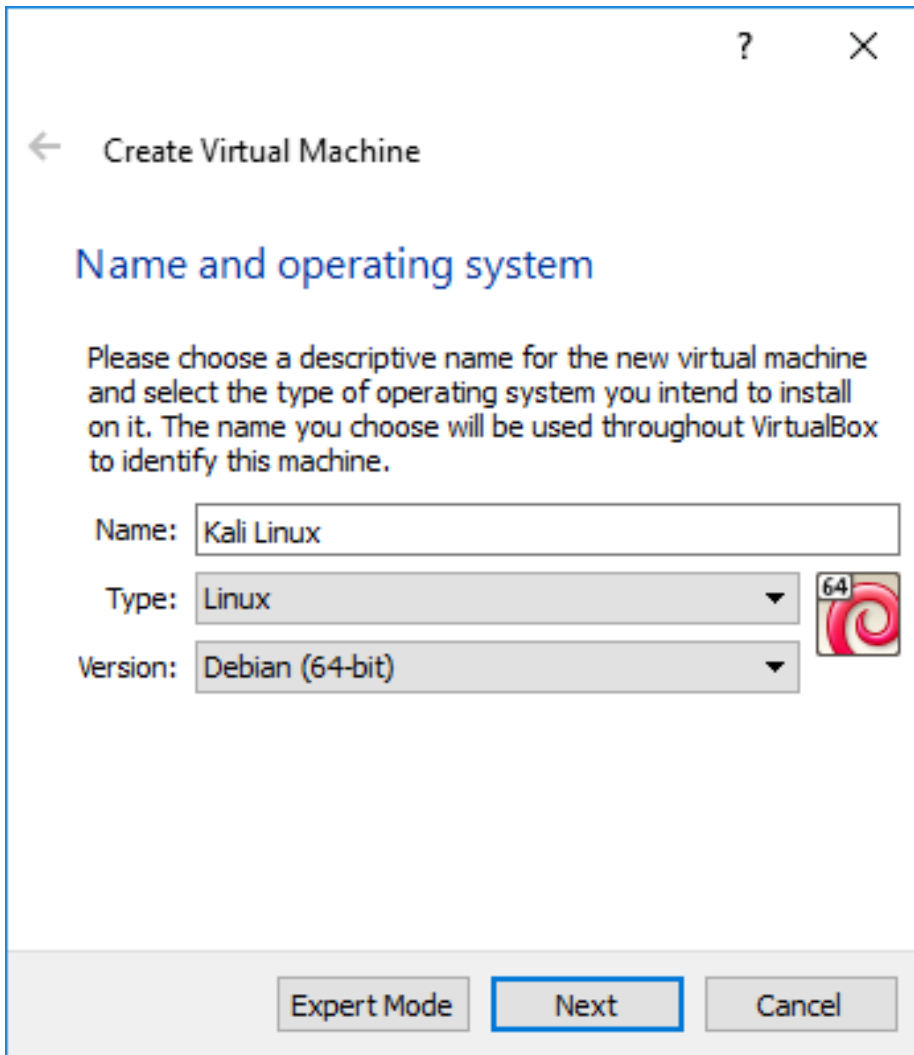 ?
Create Virtual Machine
Name and operating system
Please choose a descriptive name for the new virtual machine
and select the type of operating system you intend to install
on it. The name you choose will be used throughout VirtualBox
to identify this machine.
Name: Kali Linux
Type: Linux
64
Version: Debian (64-bit)
Expert Mode Next Cancel